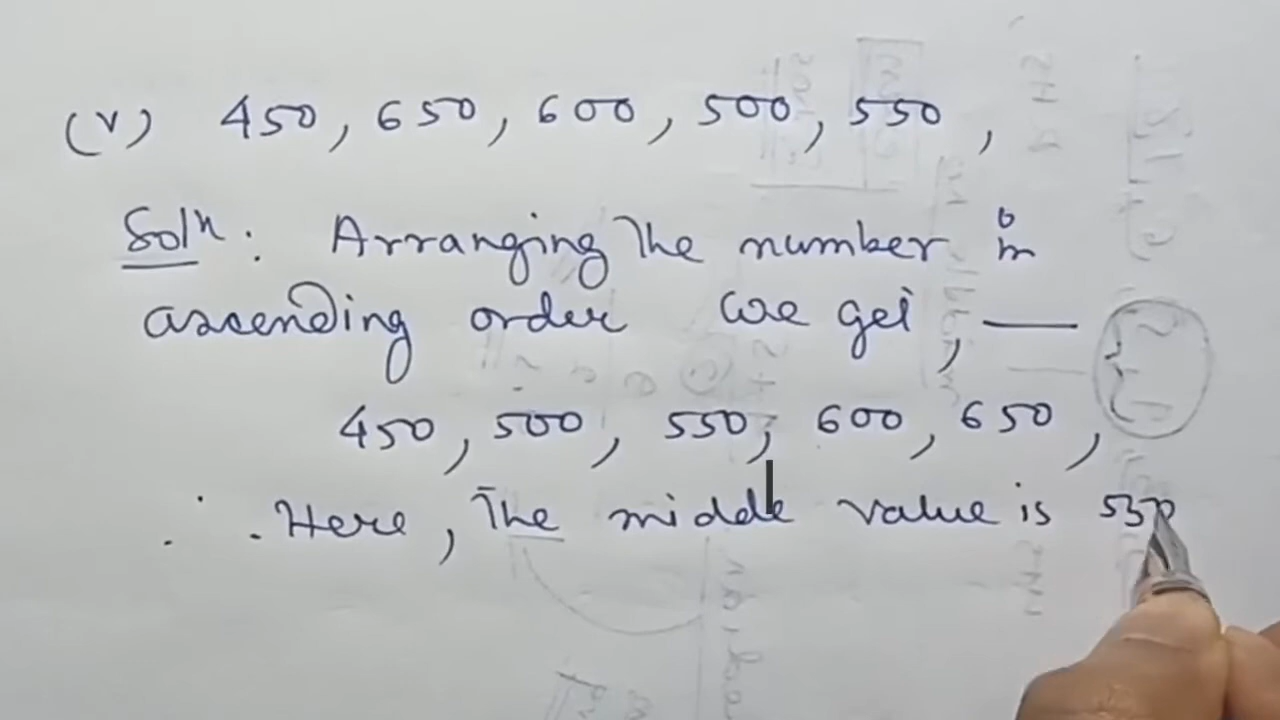 (v) 450, 650, 600, 500, 550,
Solⁿ: Arranging The number in
ascending order we get, —
450, 500, 550, 600, 650,
∴ Here, The middle value is 550